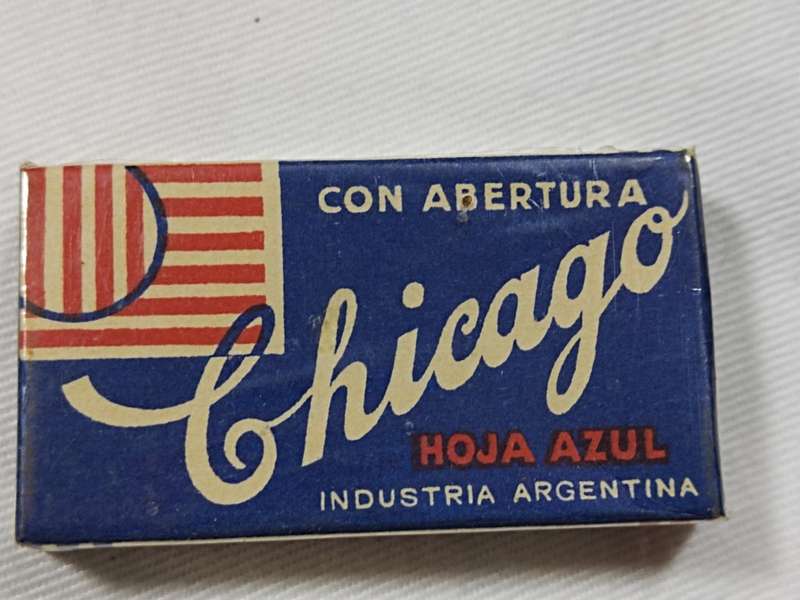 CON ABERTURA
Chicago
HOJA AZUL
INDUSTRIA ARGENTINA